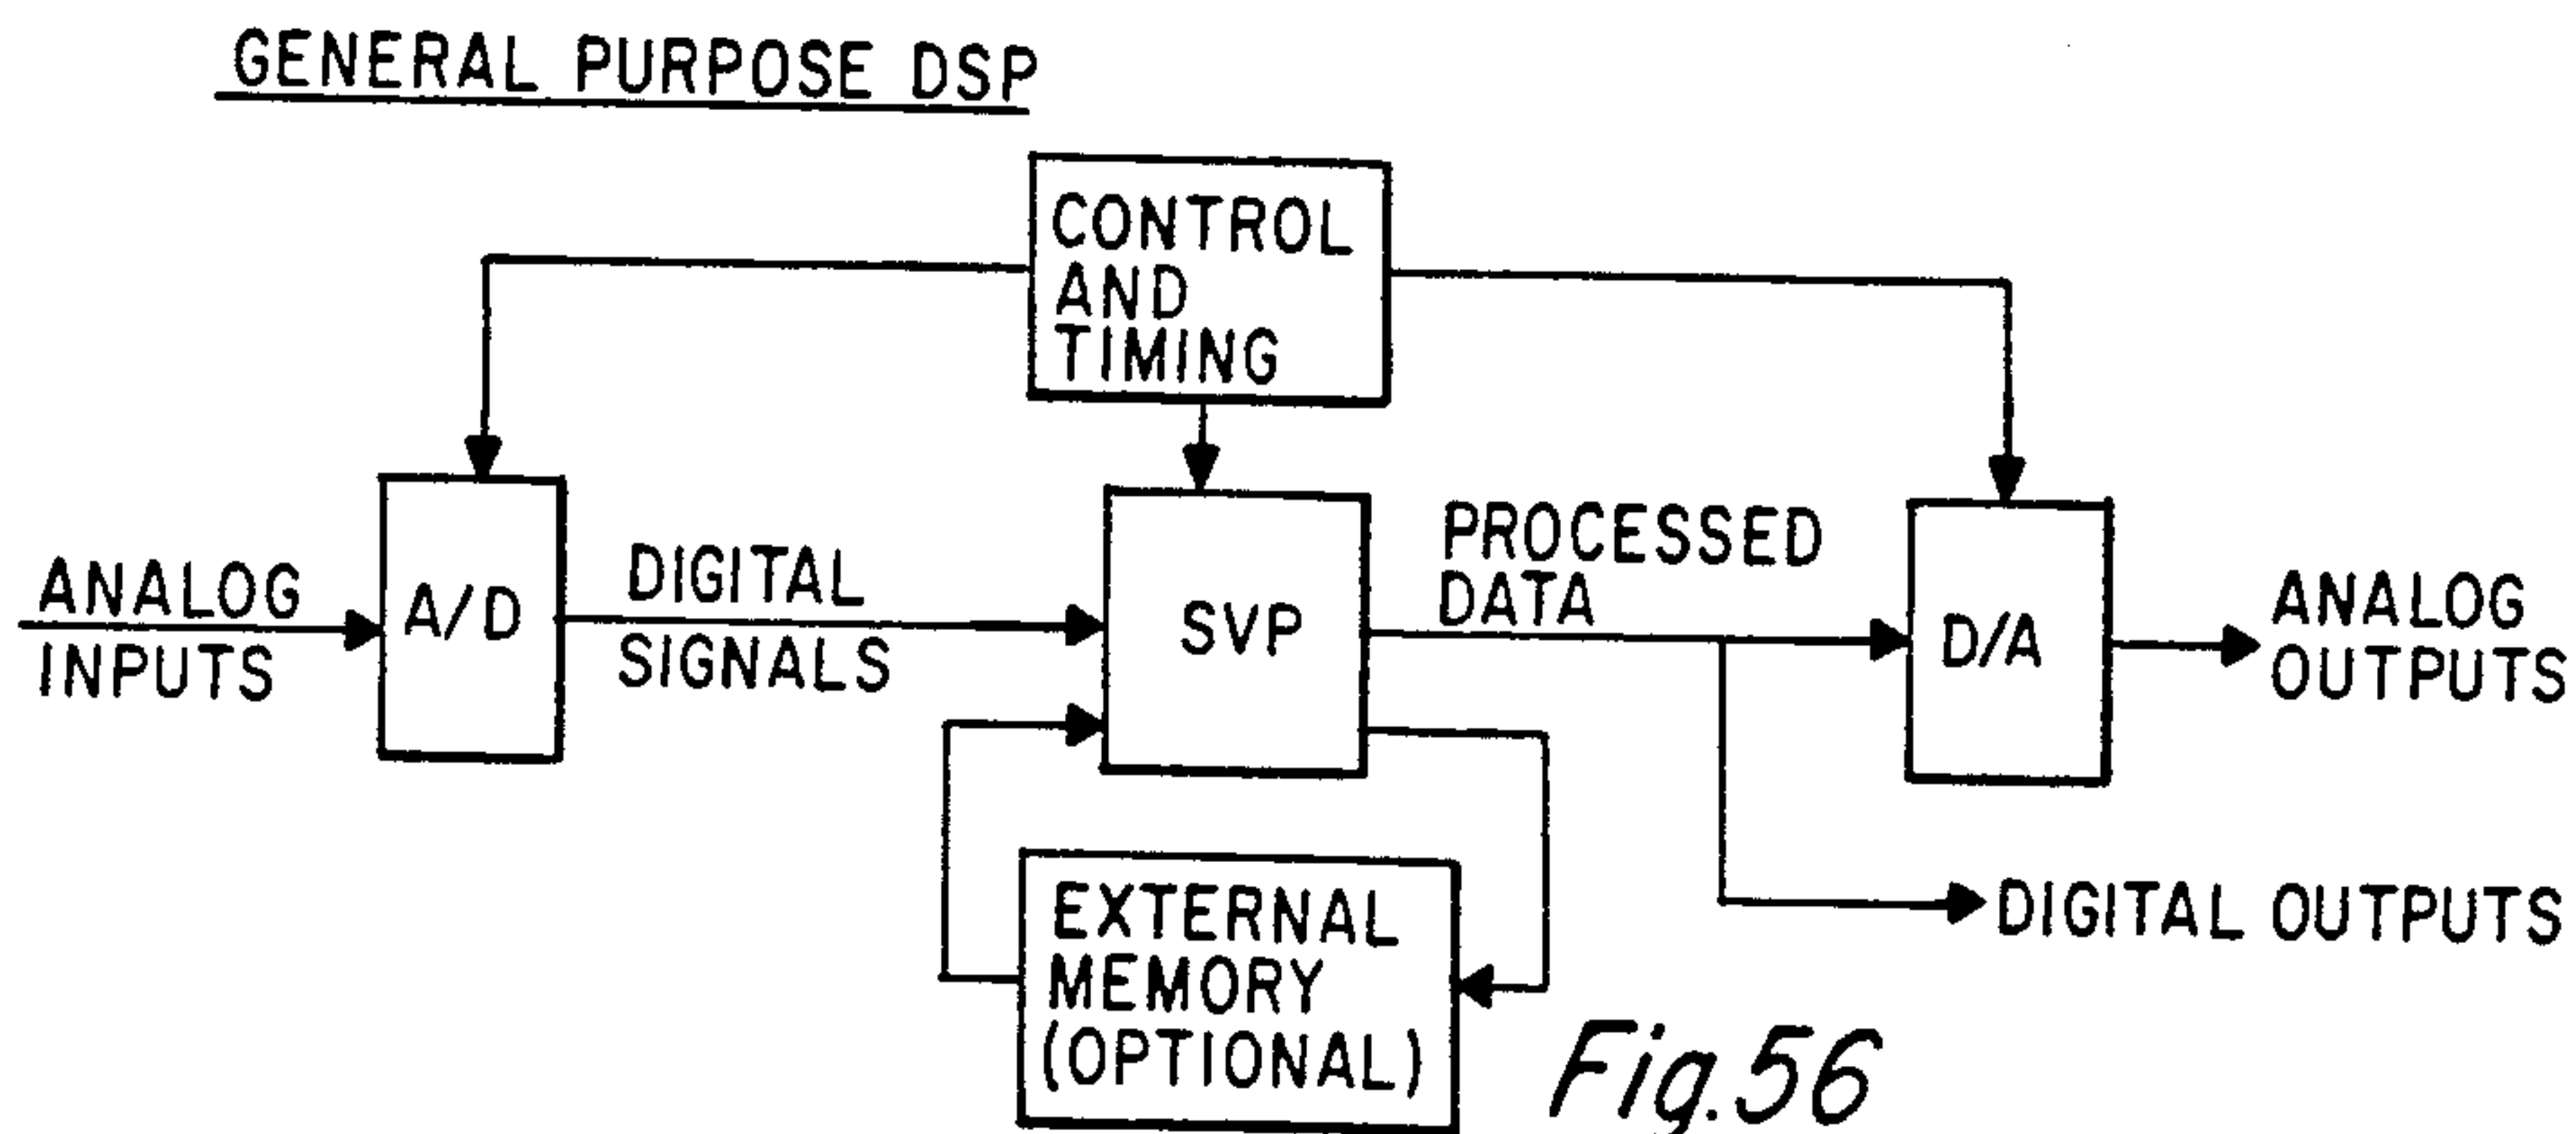 GENERAL PURPOSE DSP
CONTROL
AND
TIMING
ANALOG
INPUTS
A/D
DIGITAL
SIGNALS
SVP
PROCESSED
DATA
D/A
ANALOG
OUTPUTS
DIGITAL OUTPUTS
EXTERNAL
MEMORY
(OPTIONAL)
Fig.56